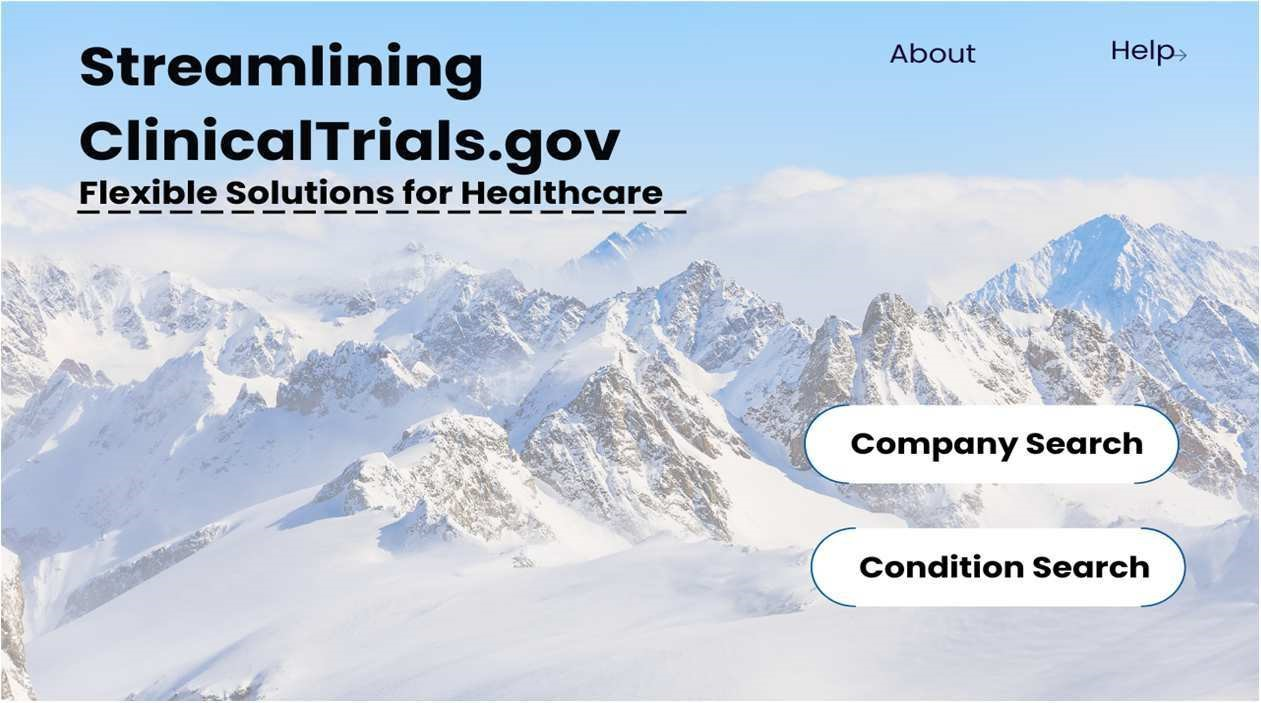 Streamlining
ClinicalTrials.gov
Flexible Solutions for Healthcare
About
Help
Company Search
Condition Search